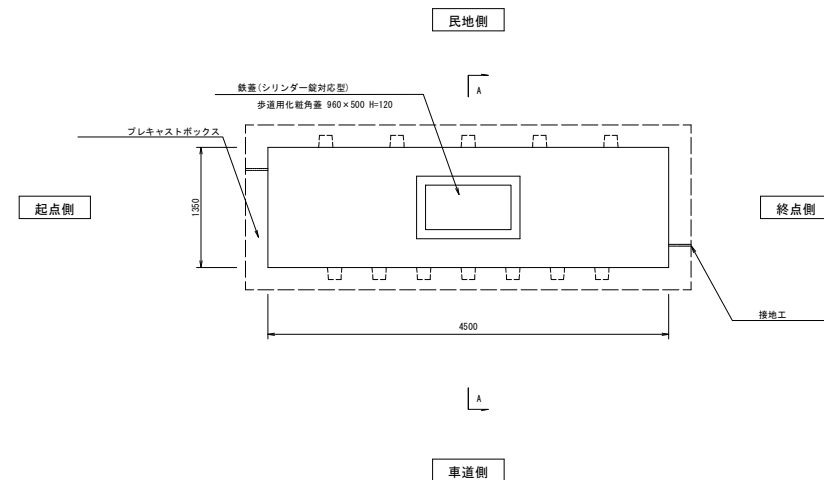 民地側
鉄蓋(シリンダー錠対応型)
A
歩道用化粧角蓋 960×500 H=120
プレキャストボックス
1350
起点側
終点側
接地工
4500
A
車道側